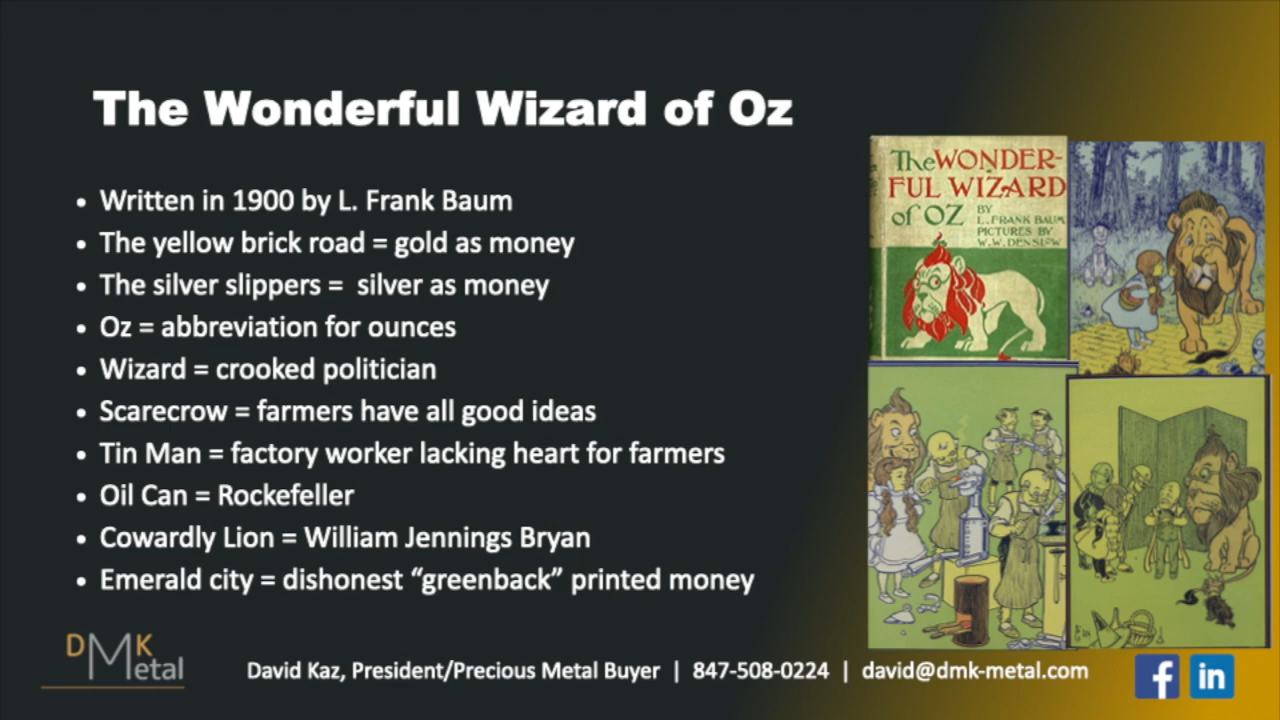 The Wonderful Wizard of Oz
• Written in 1900 by L. Frank Baum
• The yellow brick road = gold as money
• The silver slippers =  silver as money
• Oz = abbreviation for ounces
• Wizard = crooked politician
• Scarecrow = farmers have all good ideas
• Tin Man = factory worker lacking heart for farmers
• Oil Can = Rockefeller
• Cowardly Lion = William Jennings Bryan
• Emerald city = dishonest “greenback” printed money
The WONDER-
FUL WIZARD
of OZ
BY
L. FRANK BAUM
PICTURES BY
W.W. DENSLOW
DMK
Metal
David Kaz, President/Precious Metal Buyer | 847-508-0224 | david@dmk-metal.com
f
in